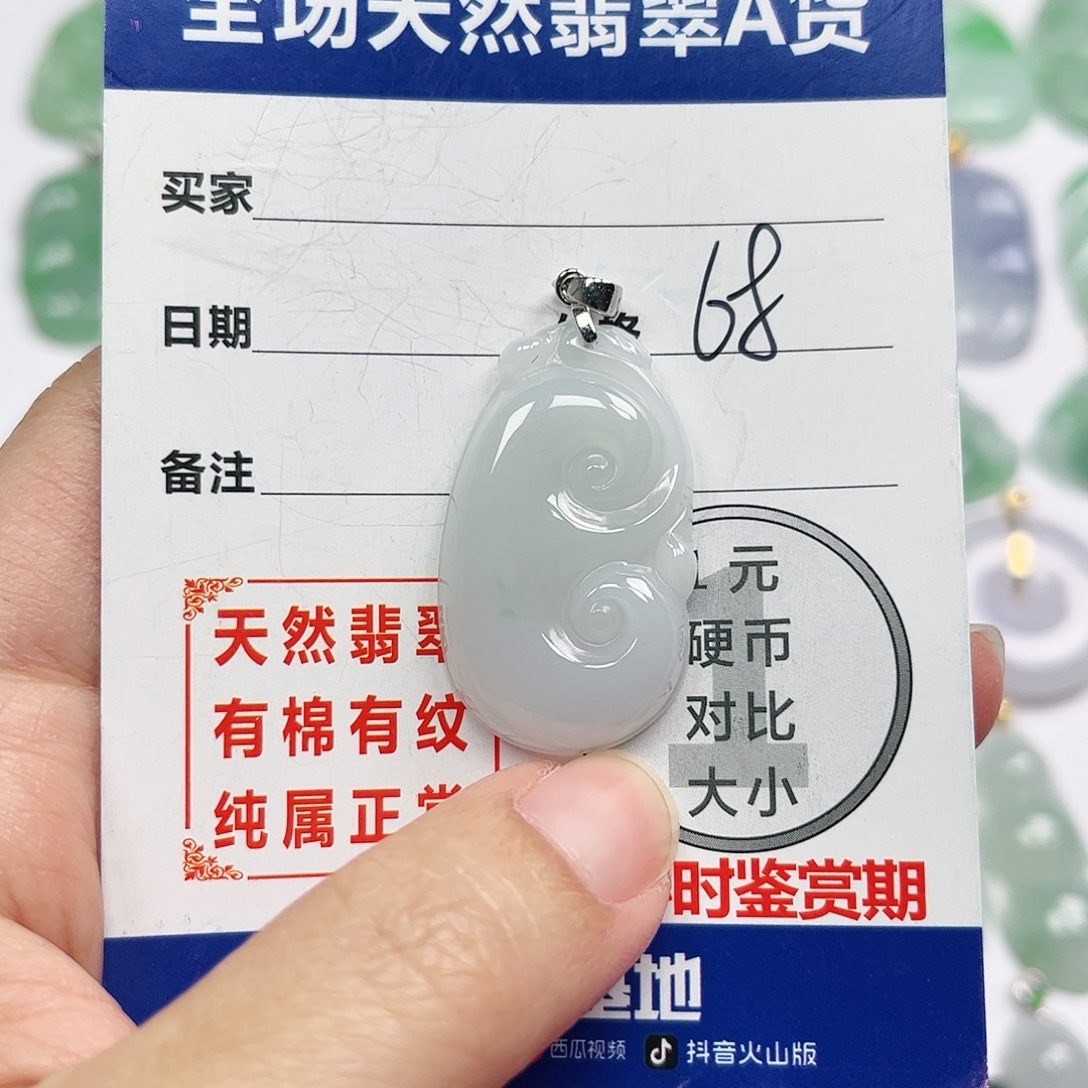 全场天然翡翠A货
买家
日期
68
备注
天然翡翠
有棉有纹
纯属正常
元
硬币
对比
大小
时鉴赏期
基地
西瓜视频
抖音火山版